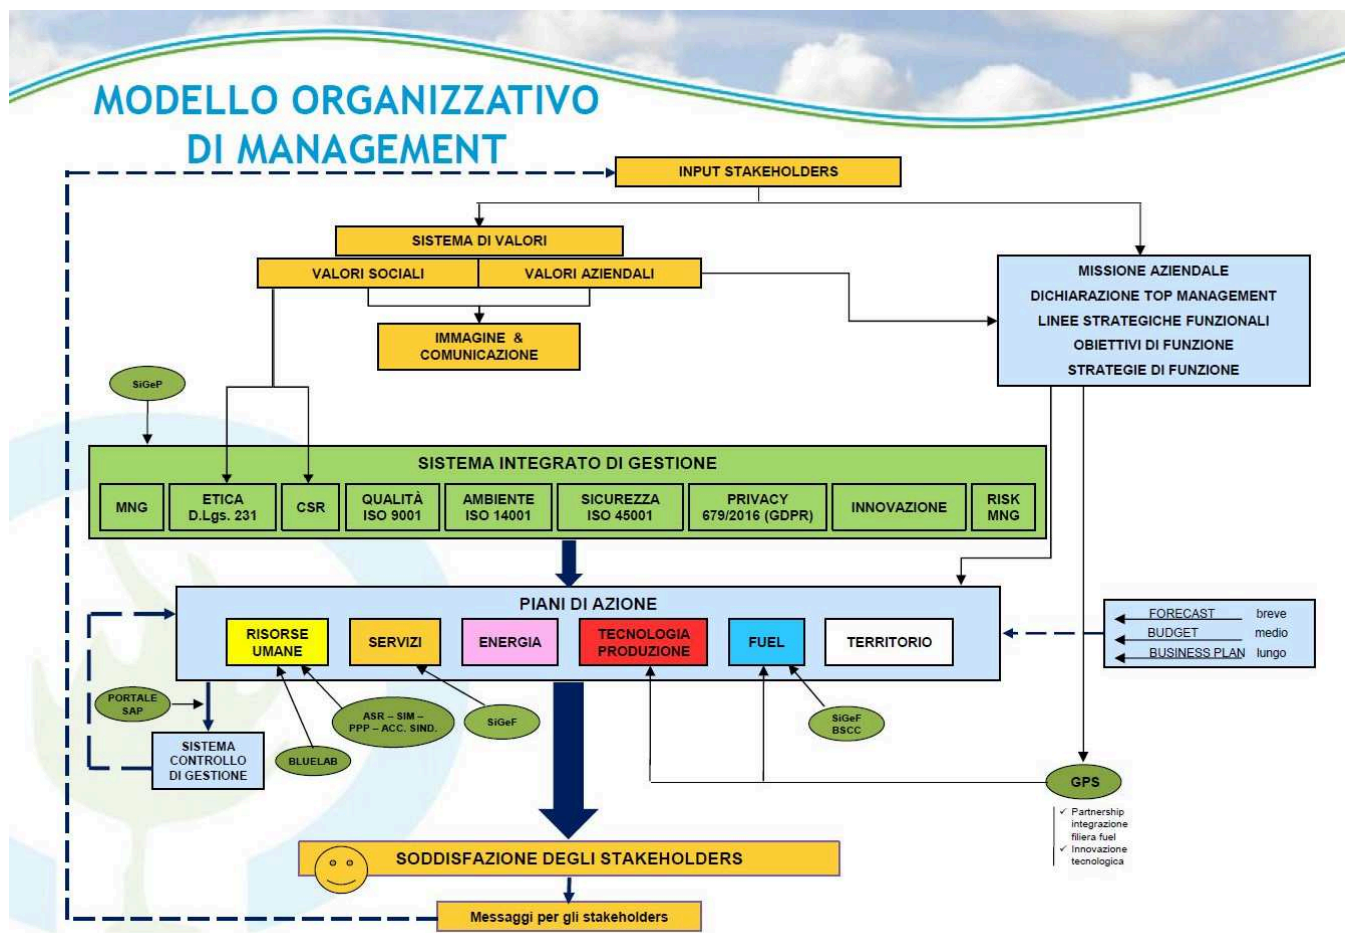 MODELLO ORGANIZZATIVO
DI MANAGEMENT
INPUT STAKEHOLDERS
SISTEMA DI VALORI
VALORI SOCIALI
VALORI AZIENDALI
IMMAGINE &
COMUNICAZIONE
MISSIONE AZIENDALE
DICHIARAZIONE TOP MANAGEMENT
LINEE STRATEGICHE FUNZIONALI
OBIETTIVI DI FUNZIONE
STRATEGIE DI FUNZIONE
SiGeP
SISTEMA INTEGRATO DI GESTIONE
MNG
ETICA
D.Lgs. 231
CSR
QUALITÀ
ISO 9001
AMBIENTE
ISO 14001
SICUREZZA
ISO 45001
PRIVACY
679/2016 (GDPR)
INNOVAZIONE
RISK
MNG
PIANI DI AZIONE
RISORSE
UMANE
SERVIZI
ENERGIA
TECNOLOGIA
PRODUZIONE
FUEL
TERRITORIO
FORECAST breve
BUDGET medio
BUSINESS PLAN lungo
PORTALE
SAP
ASR – SIM –
PPP – ACC. SIND.
SiGeF
SiGeF
BSCC
SISTEMA
CONTROLLO
DI GESTIONE
BLUELAB
GPS
✓ Partnership
integrazione
filiera fuel
✓ Innovazione
tecnologica
SODDISFAZIONE DEGLI STAKEHOLDERS
Messaggi per gli stakeholders